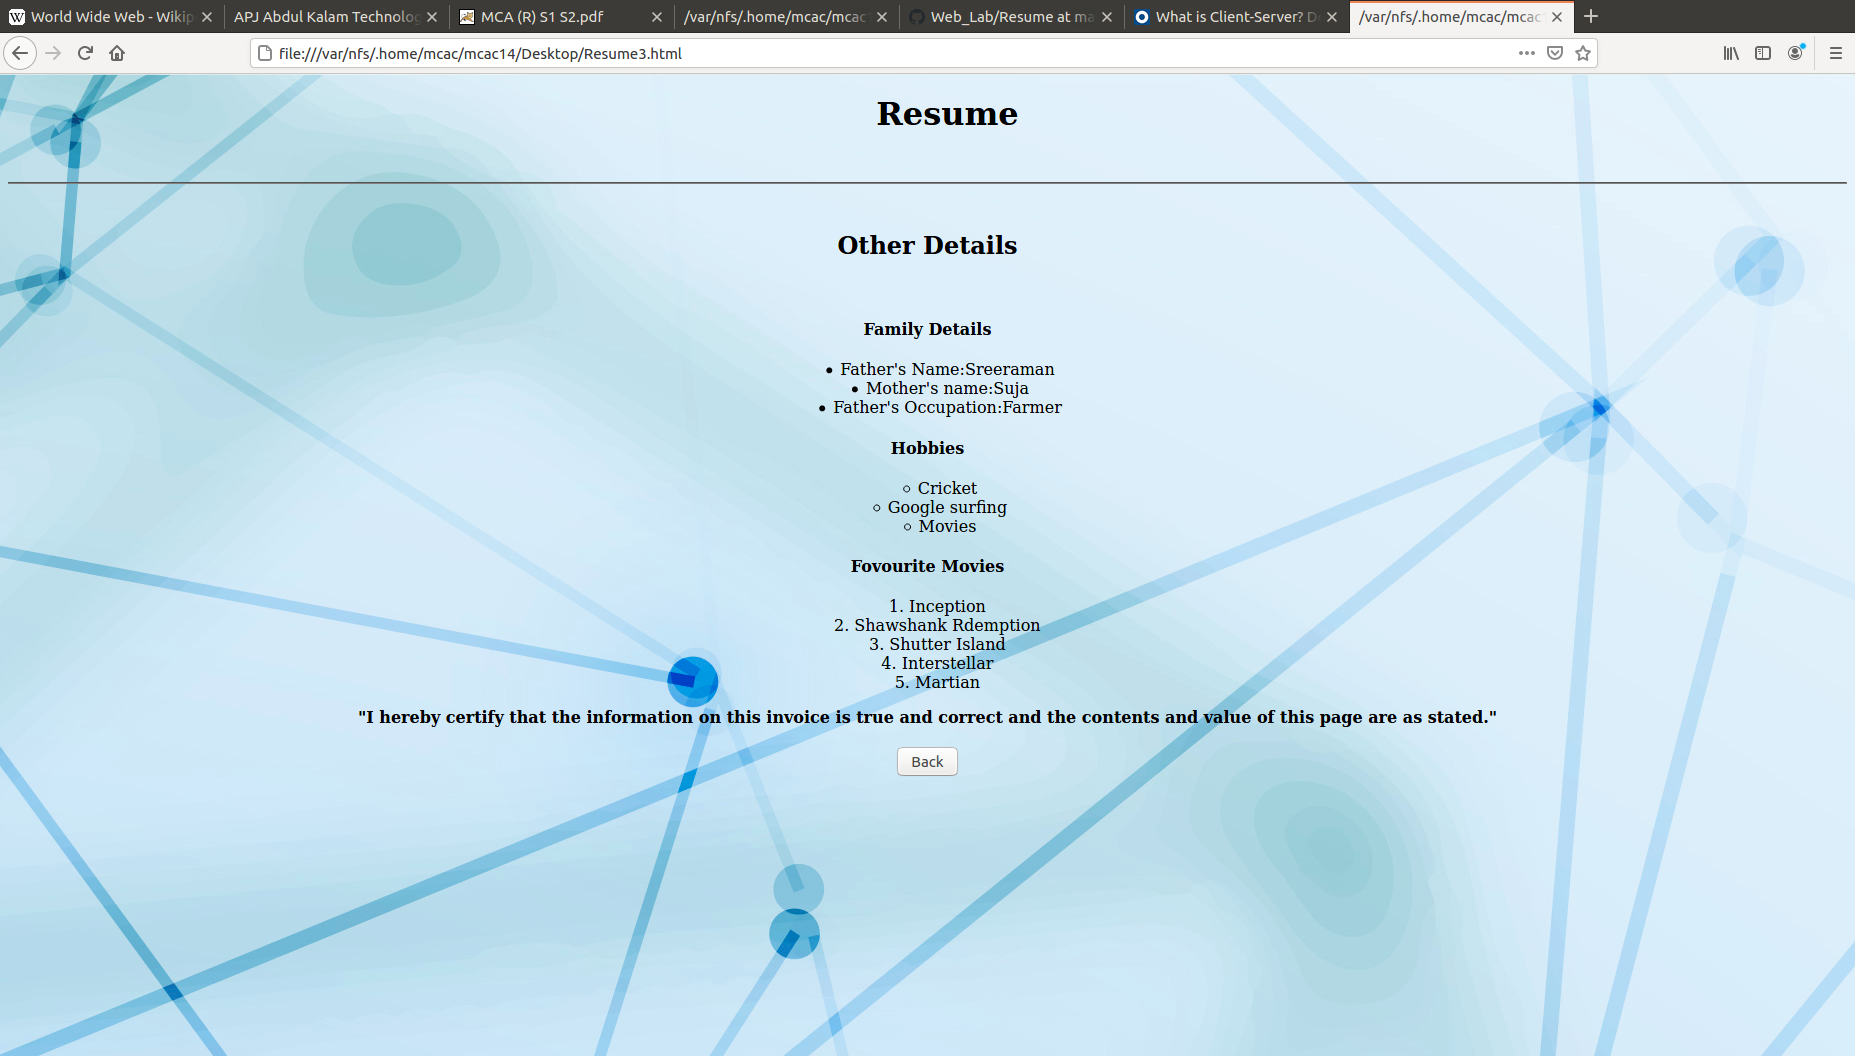 World Wide Web - Wikip
APJ Abdul Kalam Technolog
MCA (R) S1 S2.pdf
/var/nfs/.home/mcac/mcac
Web_Lab/Resume at ma
What is Client-Server? D
/var/nfs/.home/mcac/mcac
file:///var/nfs/.home/mcac/mcac14/Desktop/Resume3.html
Resume
Other Details
Family Details
• Father's Name:Sreeraman
• Mother's name:Suja
• Father's Occupation:Farmer
Hobbies
◦ Cricket
◦ Google surfing
◦ Movies
Fovourite Movies
1. Inception
2. Shawshank Rdemption
3. Shutter Island
4. Interstellar
5. Martian
"I hereby certify that the information on this invoice is true and correct and the contents and value of this page are as stated."
Back